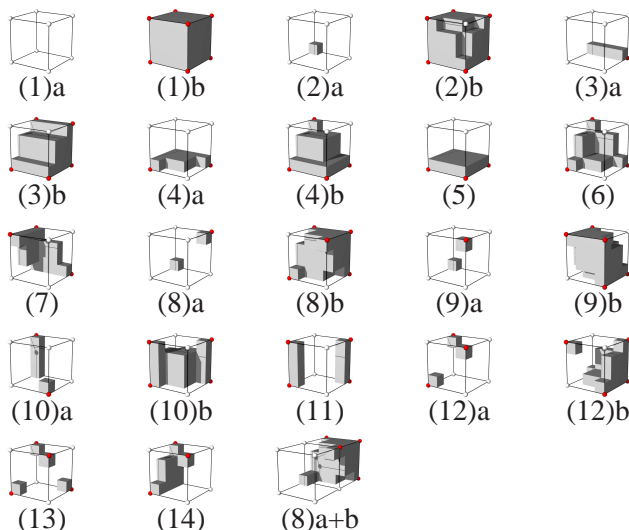 (1)a (1)b (2)a (2)b (3)a
(3)b (4)a (4)b (5) (6)
(7) (8)a (8)b (9)a (9)b
(10)a (10)b (11) (12)a (12)b
(13) (14) (8)a+b